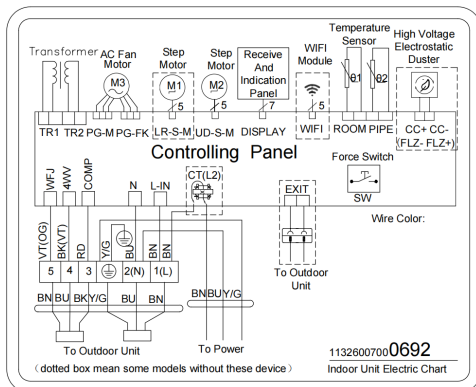 Transformer
AC Fan
Motor
Step
Motor
Step
Motor
Receive
And
Indication
Panel
WIFI
Module
Temperature
Sensor
High Voltage
Electrostatic
Duster
M3
M1
M2
θ1
θ2
5
5
7
5
TR1 TR2 PG-M PG-FK LR-S-M UD-S-M DISPLAY WIFI ROOM PIPE CC+ CC-
(FLZ- FLZ+)
Controlling Panel
Force Switch
SW
WFJ
4WV
COMP
N
L-IN
CT(L2)
EXIT
Wire Color:
VT(OG)
BK(VT)
RD
Y/G
BU
BN
BN
5
4
3
2(N)
1(L)
To Outdoor
Unit
BN BU BK Y/G BU BN
BN BU Y/G
To Outdoor Unit
To Power
11326007000692
(dotted box mean some models without these device)
Indoor Unit Electric Chart